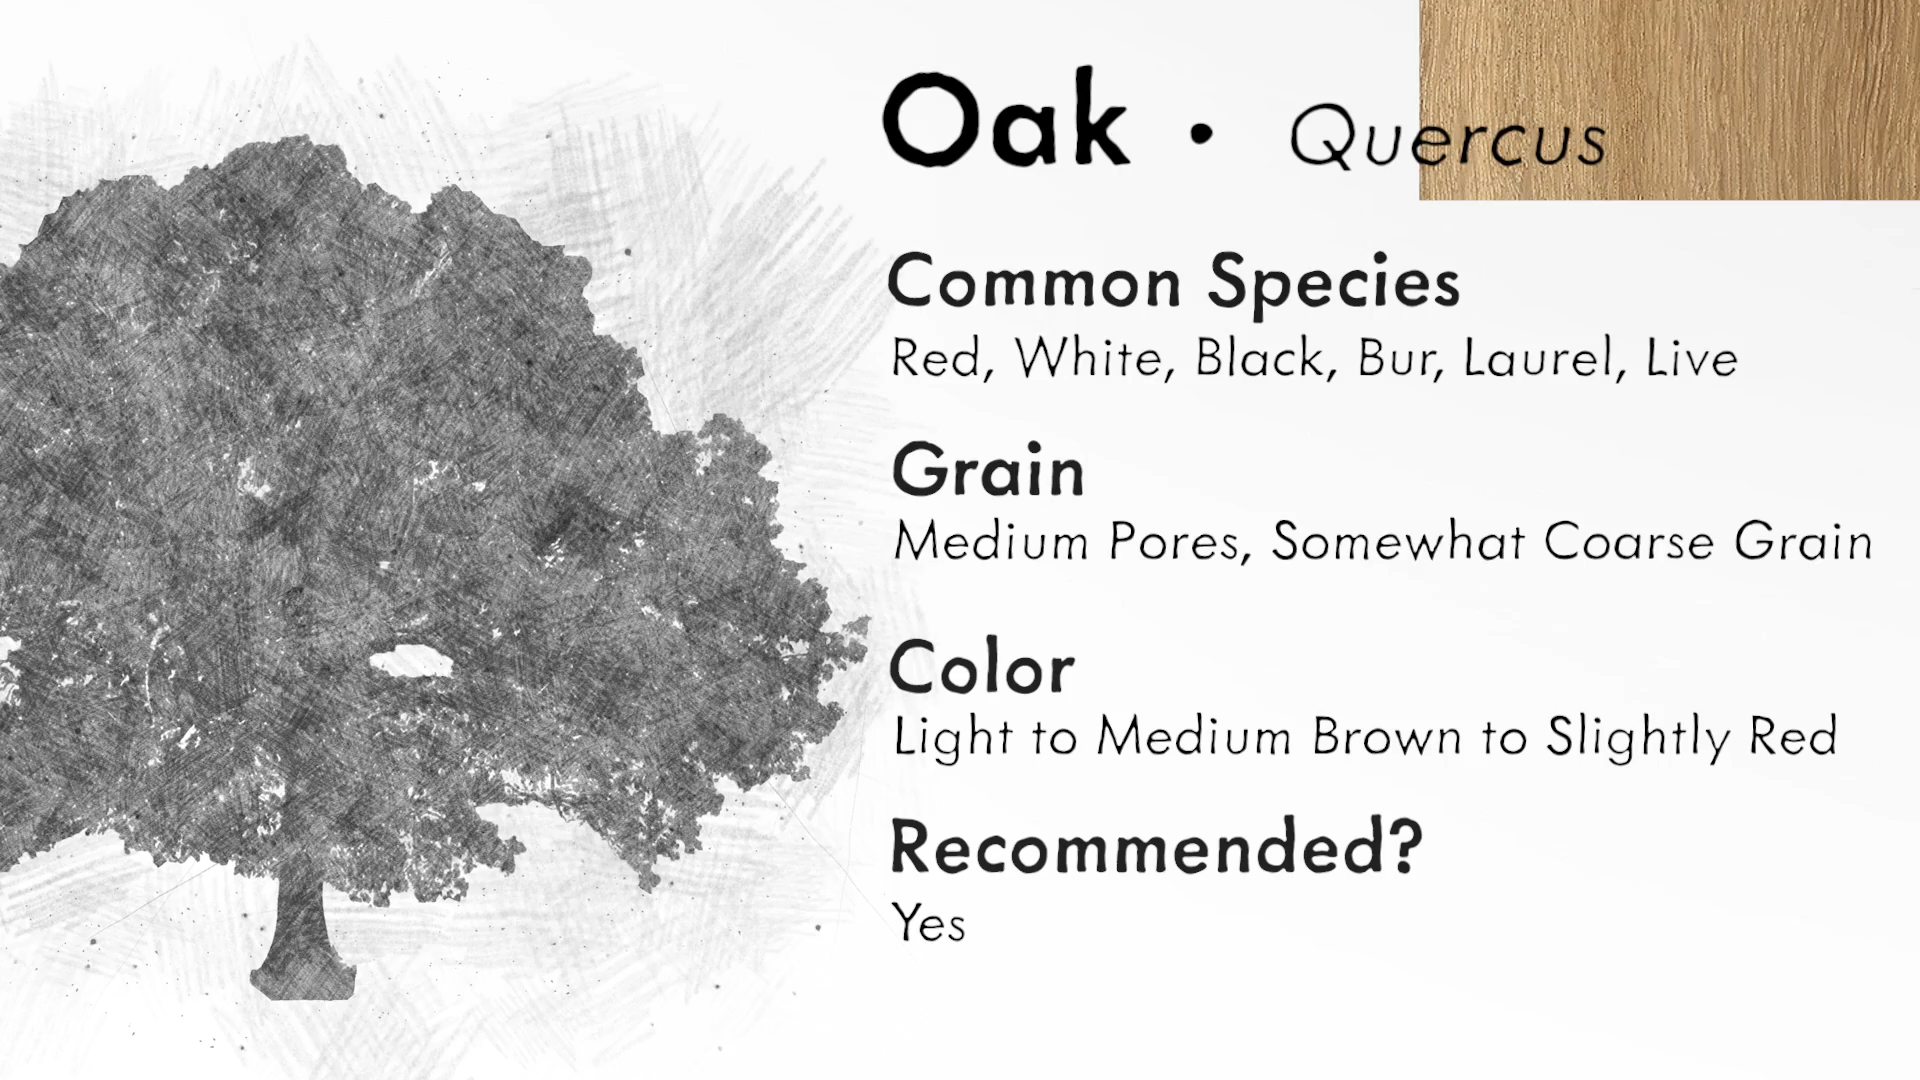 Oak • Quercus
Common Species
Red, White, Black, Bur, Laurel, Live
Grain
Medium Pores, Somewhat Coarse Grain
Color
Light to Medium Brown to Slightly Red
Recommended?
Yes